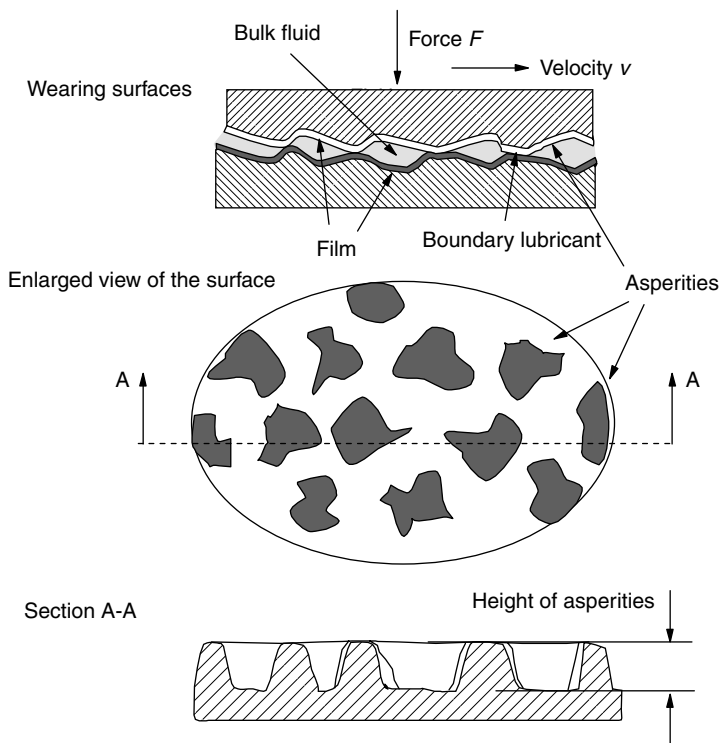 Bulk fluid
Force F
Velocity v
Wearing surfaces
Film
Boundary lubricant
Enlarged view of the surface
Asperities
A
A
Section A-A
Height of asperities